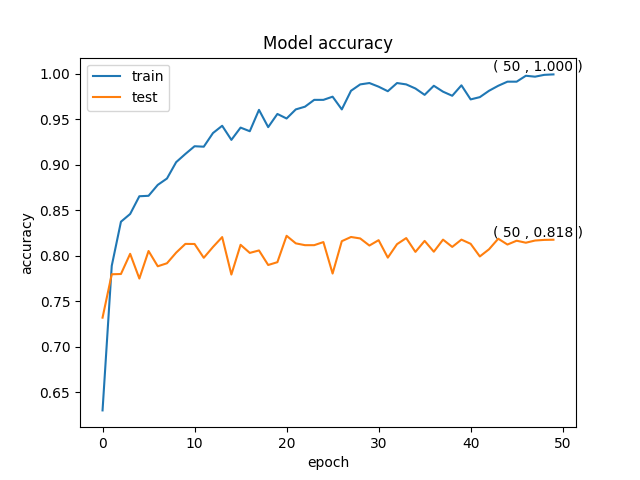 Model accuracy
( 50 , 1.000 )
train
test
( 50 , 0.818 )
1.00
0.95
0.90
0.85
0.80
0.75
0.70
0.65
accuracy
0 10 20 30 40 50
epoch